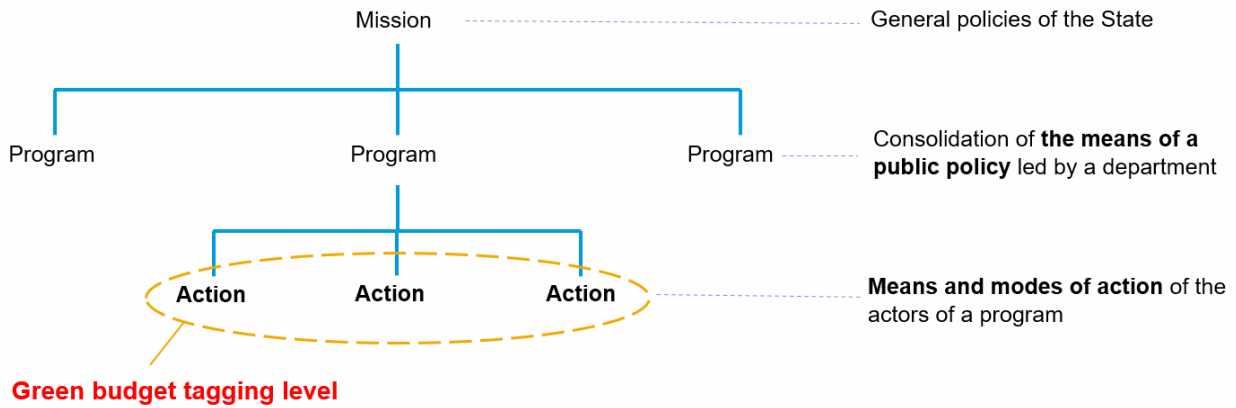 Mission
General policies of the State
Program
Program
Program
Consolidation of the means of a
public policy led by a department
Action
Action
Action
Means and modes of action of the
actors of a program
Green budget tagging level